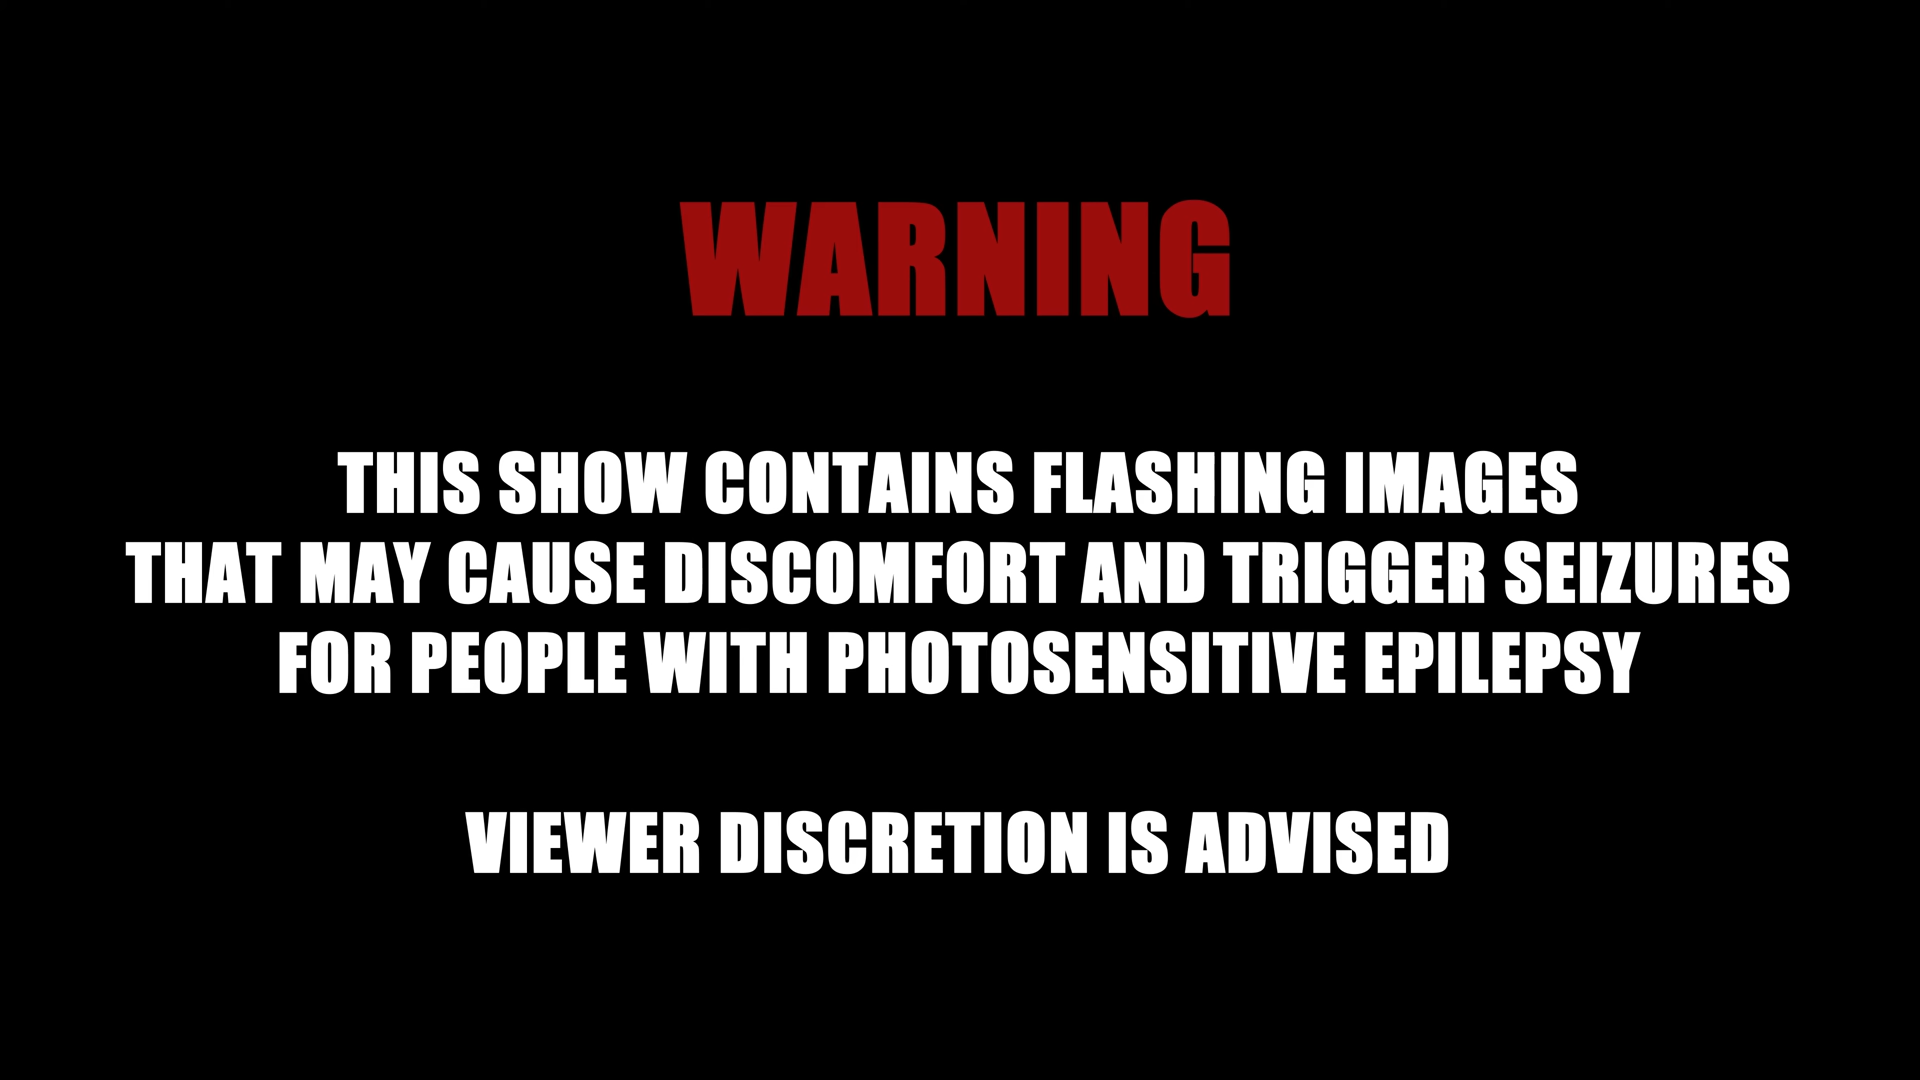 WARNING
THIS SHOW CONTAINS FLASHING IMAGES
THAT MAY CAUSE DISCOMFORT AND TRIGGER SEIZURES
FOR PEOPLE WITH PHOTOSENSITIVE EPILEPSY
VIEWER DISCRETION IS ADVISED